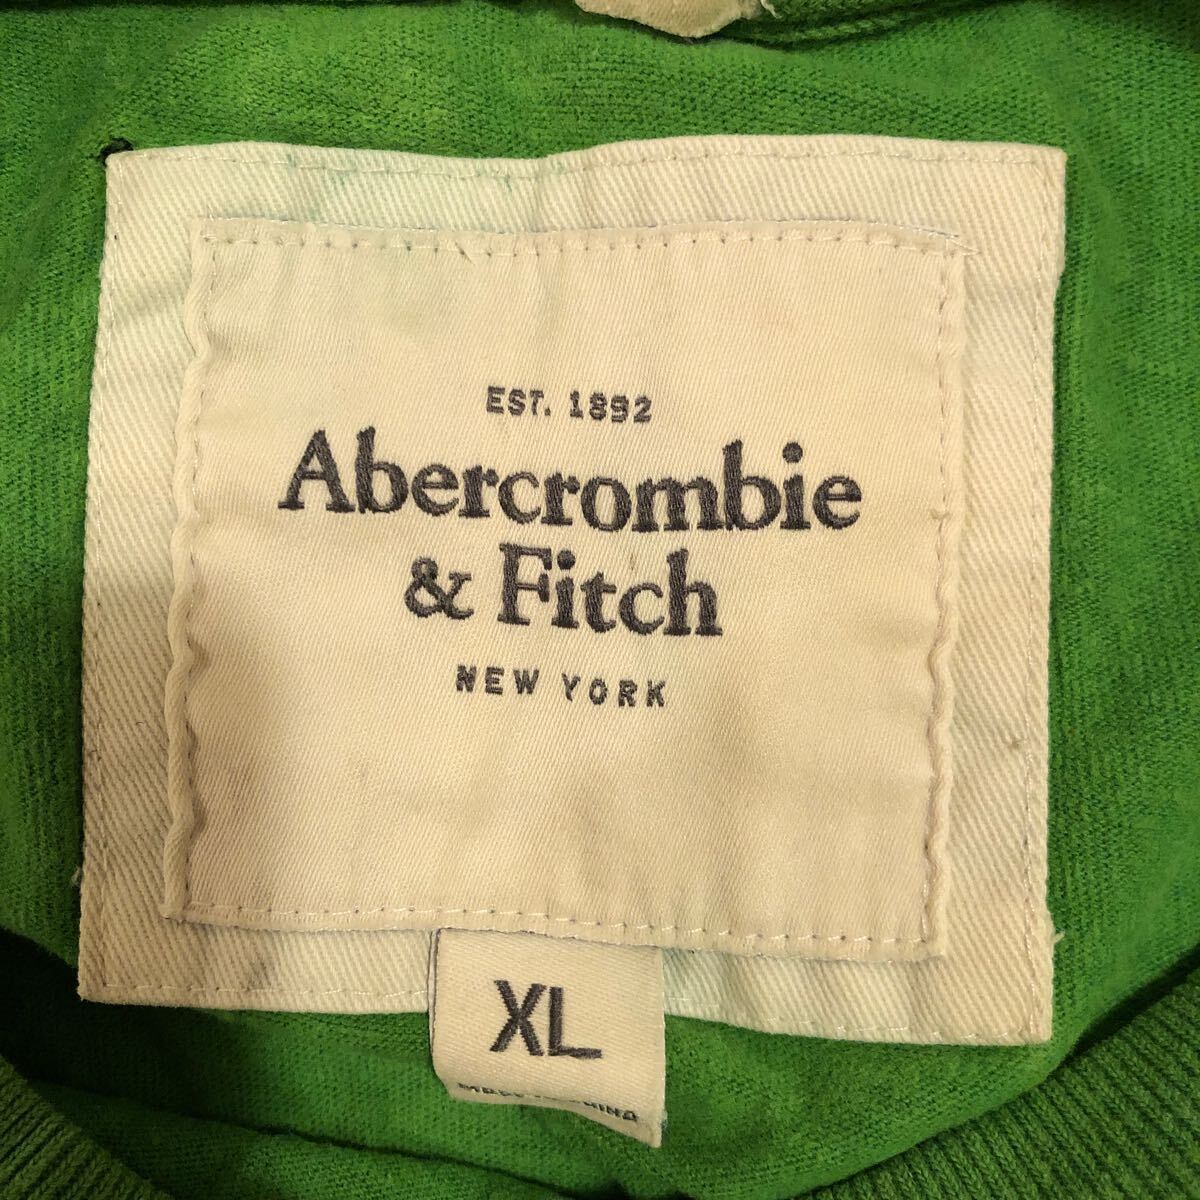 EST. 1892
Abercrombie
& Fitch
NEW YORK
XL